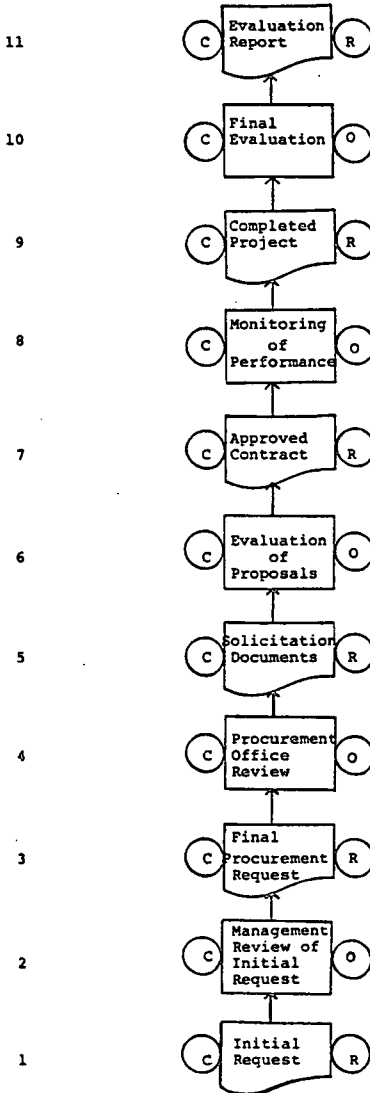 11
C
Evaluation
Report
R
10
C
Final
Evaluation
O
9
C
Completed
Project
R
8
C
Monitoring
of
Performance
O
7
C
Approved
Contract
R
6
C
Evaluation
of
Proposals
O
5
C
Solicitation
Documents
R
4
C
Procurement
Office
Review
O
3
C
Final
Procurement
Request
R
2
C
Management
Review of
Initial
Request
O
1
C
Initial
Request
R